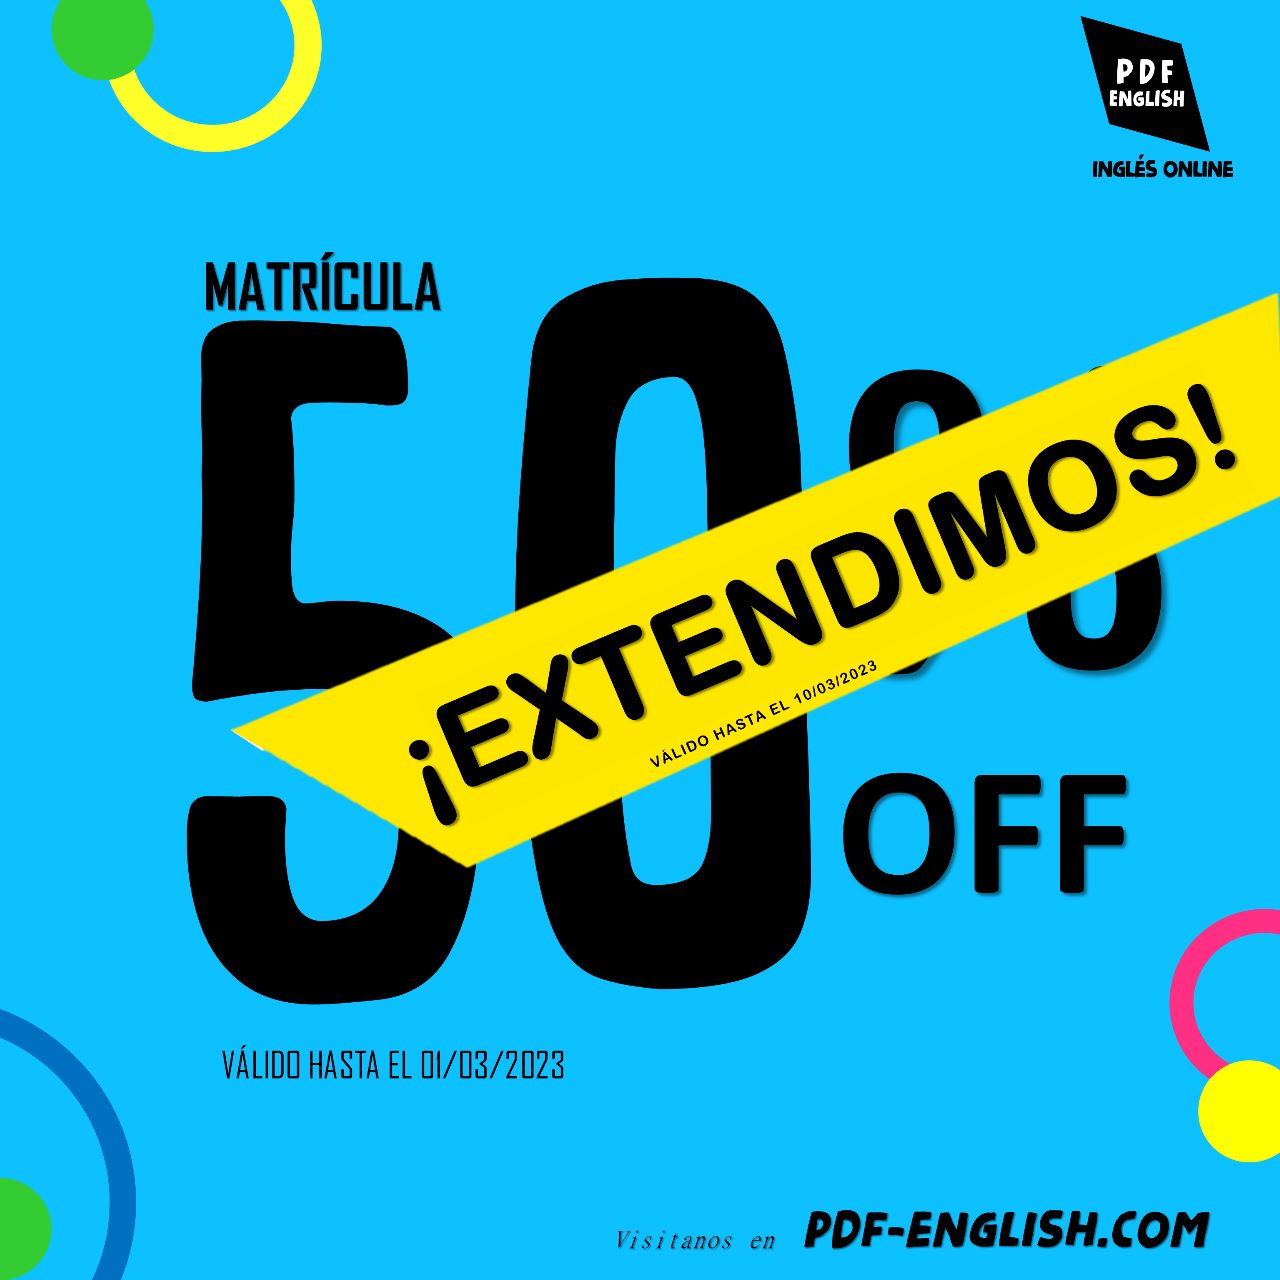 PDF
ENGLISH
INGLÉS ONLINE
MATRÍCULA
50%
¡EXTENDIMOS!
VÁLIDO HASTA EL 10/03/2023
OFF
VÁLIDO HASTA EL 01/03/2023
Visitanos en PDF-ENGLISH.COM